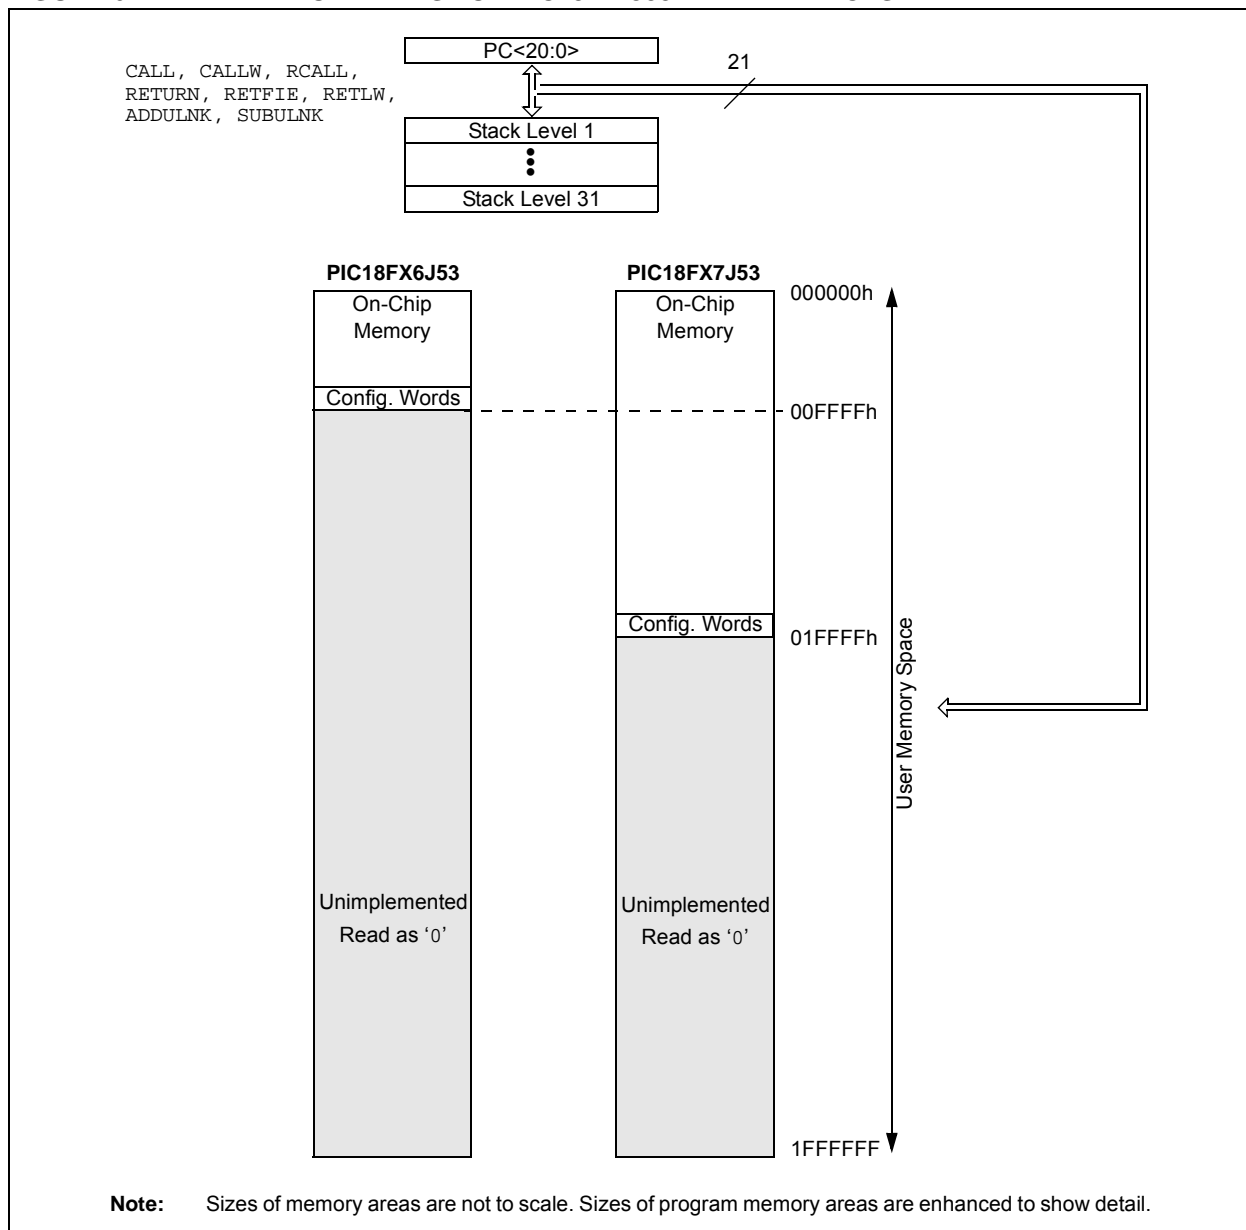 PC<20:0>
21
CALL, CALLW, RCALL,
RETURN, RETFIE, RETLW,
ADDULNK, SUBULNK
Stack Level 1
Stack Level 31
PIC18FX6J53
PIC18FX7J53
On-Chip
Memory
On-Chip
Memory
000000h
Config. Words
00FFFFh
Config. Words
01FFFFh
User Memory Space
Unimplemented
Read as ‘0’
Unimplemented
Read as ‘0’
1FFFFFF
Note: Sizes of memory areas are not to scale. Sizes of program memory areas are enhanced to show detail.